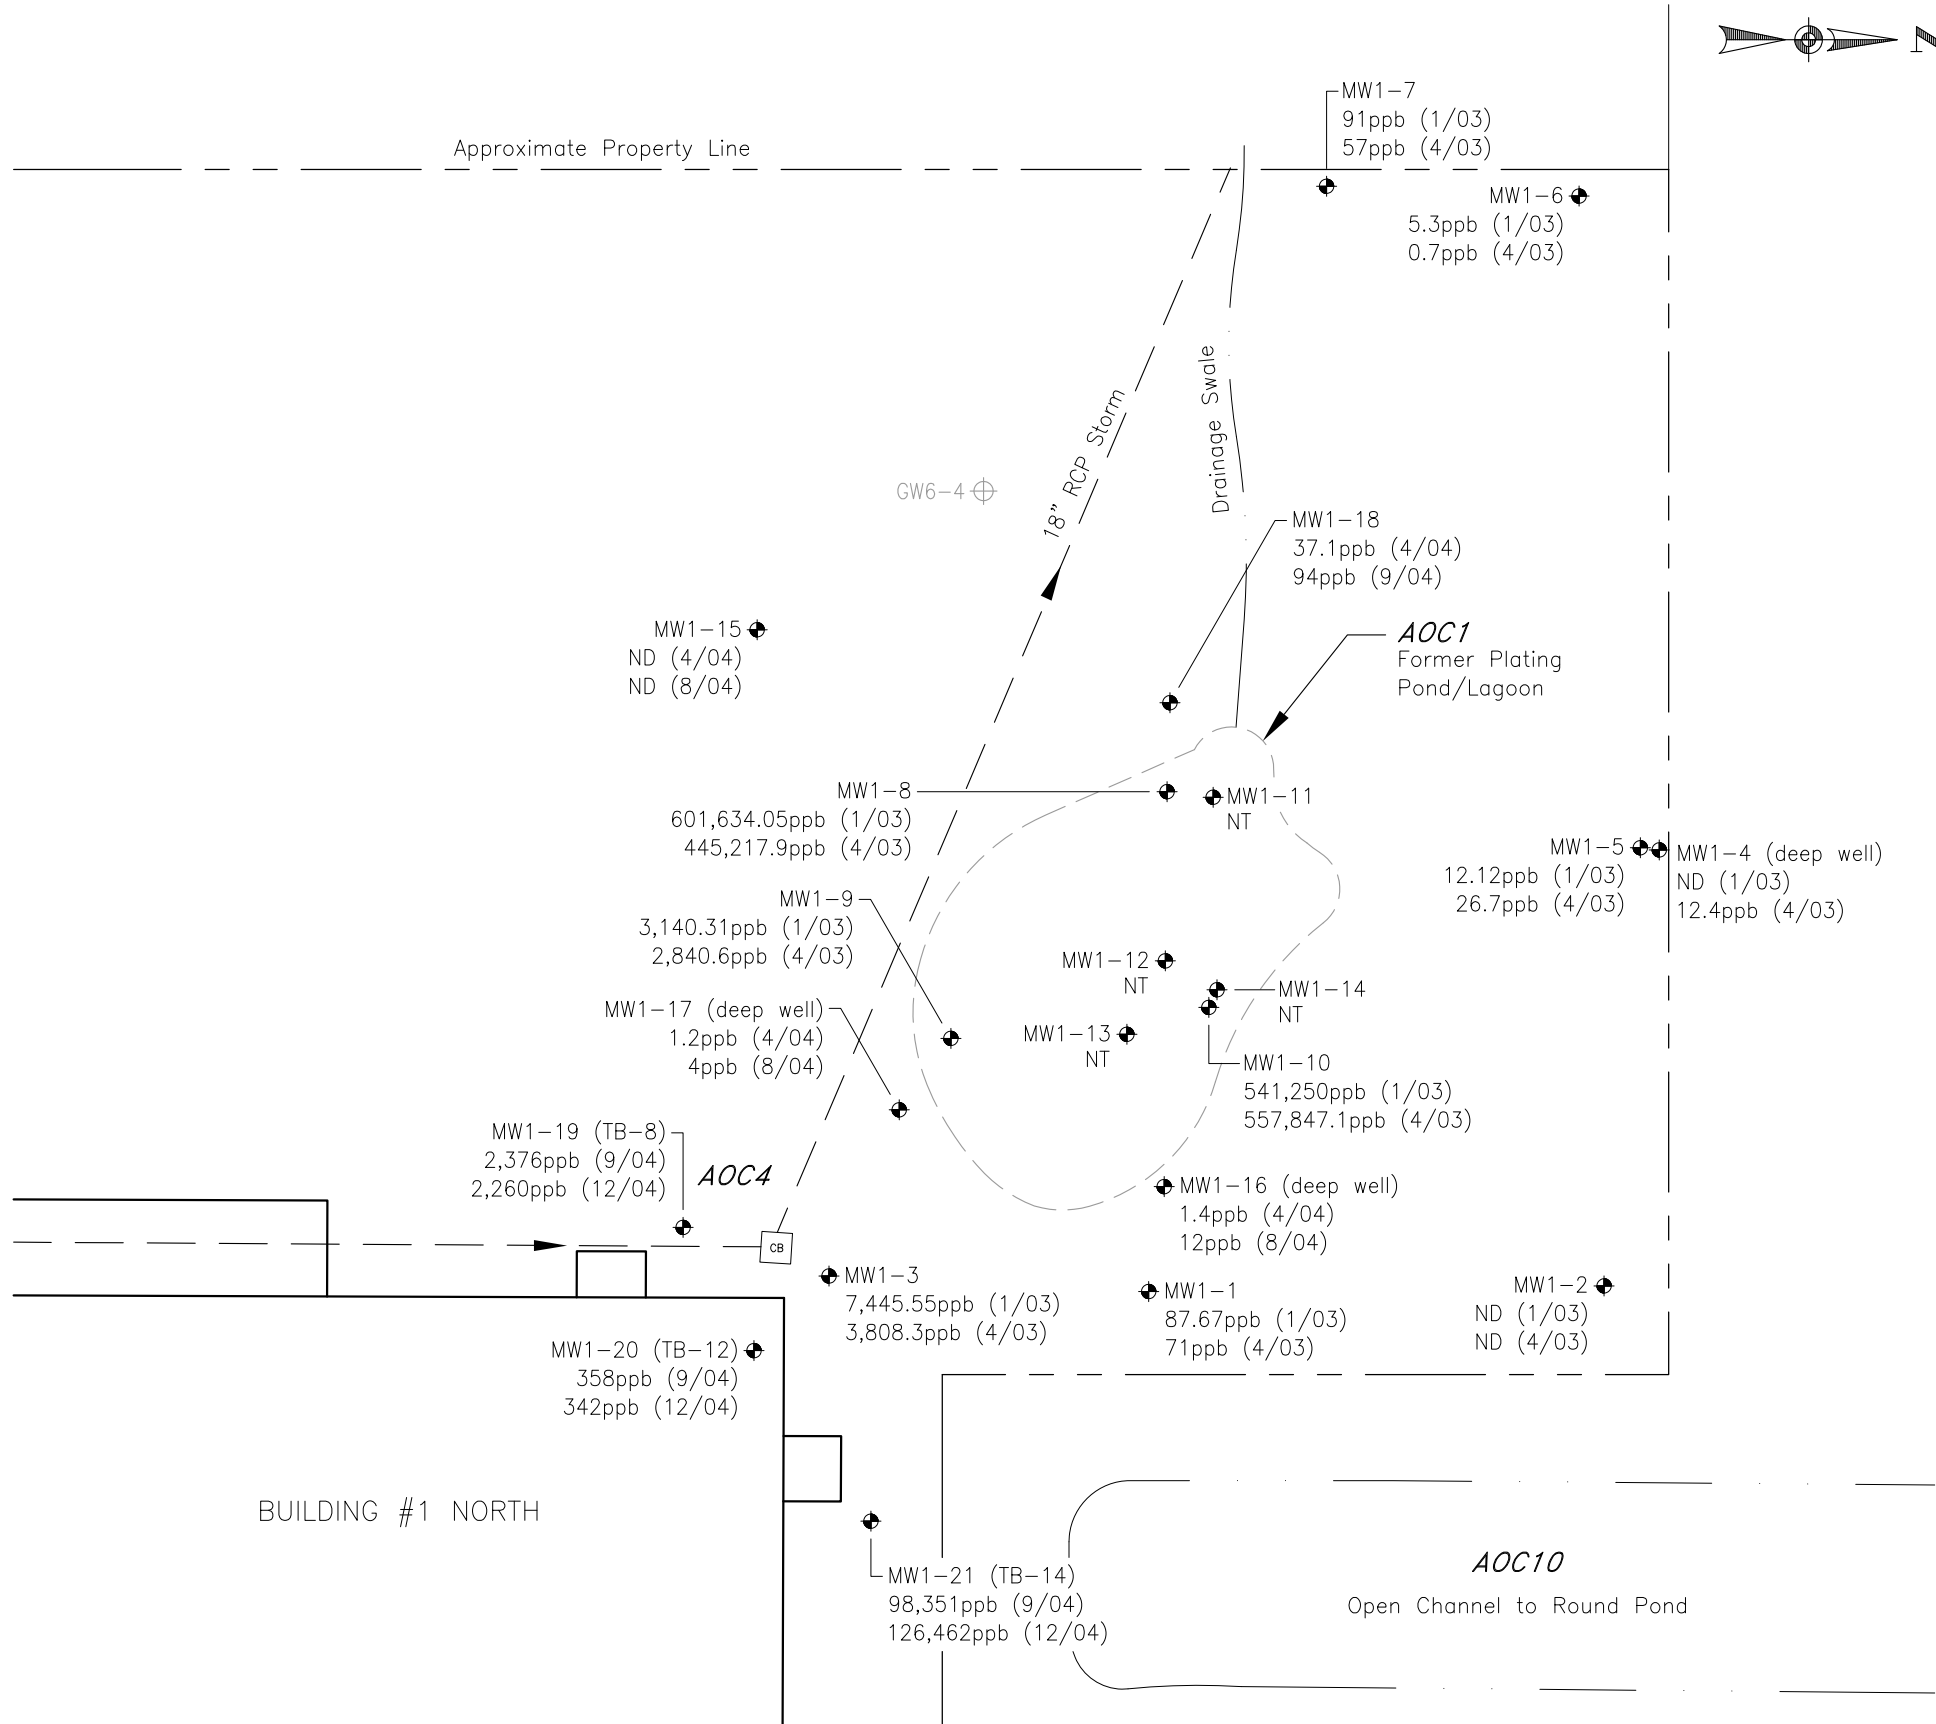 N
MW1-7
91ppb (1/03)
57ppb (4/03)
Approximate Property Line
MW1-6
5.3ppb (1/03)
0.7ppb (4/03)
Drainage Swale
18" RCP Storm
GW6-4
MW1-18
37.1ppb (4/04)
94ppb (9/04)
MW1-15
ND (4/04)
ND (8/04)
AOC1
Former Plating
Pond/Lagoon
MW1-8
601,634.05ppb (1/03)
445,217.9ppb (4/03)
MW1-11
NT
MW1-5
12.12ppb (1/03)
26.7ppb (4/03)
MW1-4 (deep well)
ND (1/03)
12.4ppb (4/03)
MW1-9
3,140.31ppb (1/03)
2,840.6ppb (4/03)
MW1-12
NT
MW1-14
NT
MW1-17 (deep well)
1.2ppb (4/04)
4ppb (8/04)
MW1-13
NT
MW1-10
541,250ppb (1/03)
557,847.1ppb (4/03)
MW1-19 (TB-8)
2,376ppb (9/04)
2,260ppb (12/04)
AOC4
MW1-16 (deep well)
1.4ppb (4/04)
12ppb (8/04)
CB
MW1-3
7,445.55ppb (1/03)
3,808.3ppb (4/03)
MW1-1
87.67ppb (1/03)
71ppb (4/03)
MW1-2
ND (1/03)
ND (4/03)
MW1-20 (TB-12)
358ppb (9/04)
342ppb (12/04)
BUILDING #1 NORTH
MW1-21 (TB-14)
98,351ppb (9/04)
126,462ppb (12/04)
AOC10
Open Channel to Round Pond